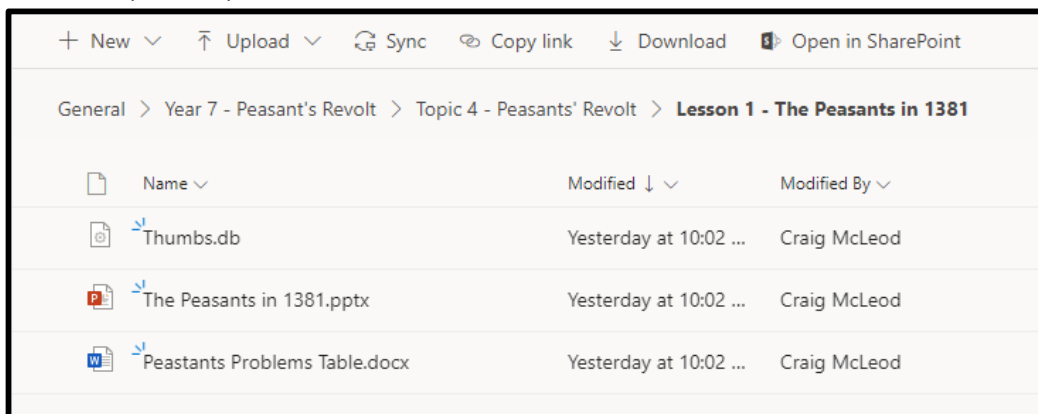 + New Upload Sync Copy link Download Open in SharePoint
General > Year 7 - Peasant's Revolt > Topic 4 - Peasants' Revolt > Lesson 1 - The Peasants in 1381
Name Modified ↓ Modified By
Thumbs.db Yesterday at 10:02 ... Craig McLeod
The Peasants in 1381.pptx Yesterday at 10:02 ... Craig McLeod
Peastants Problems Table.docx Yesterday at 10:02 ... Craig McLeod